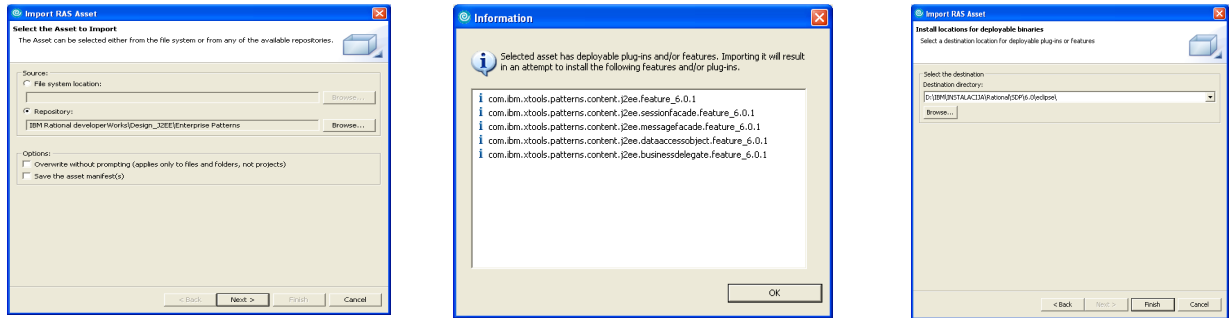 Import RAS Asset
Select the Asset to Import
The Asset can be selected either from the file system or from any of the available repositories.
Source:
File system location:
Browse...
Repository:
IBM Rational developerWorks\Design_J2EE\Enterprise Patterns
Browse...
Options:
Overwrite without prompting (applies only to files and folders, not projects)
Save the asset manifest(s)
< Back
Next >
Finish
Cancel
Information
Selected asset has deployable plug-ins and/or features. Importing it will result
in an attempt to install the following features and/or plug-ins.
com.ibm.xtools.patterns.content.j2ee.feature_6.0.1
com.ibm.xtools.patterns.content.j2ee.sessionfacade.feature_6.0.1
com.ibm.xtools.patterns.content.j2ee.messagefacade.feature_6.0.1
com.ibm.xtools.patterns.content.j2ee.dataaccessobject.feature_6.0.1
com.ibm.xtools.patterns.content.j2ee.businessdelegate.feature_6.0.1
OK
Import RAS Asset
Install locations for deployable binaries
Select a destination location for deployable plug-ins or features
Select the destination
Destination directory:
D:\IBM\INSTALACIJA\Rational\SDP\6.0\eclipse\
Browse...
< Back
Next >
Finish
Cancel